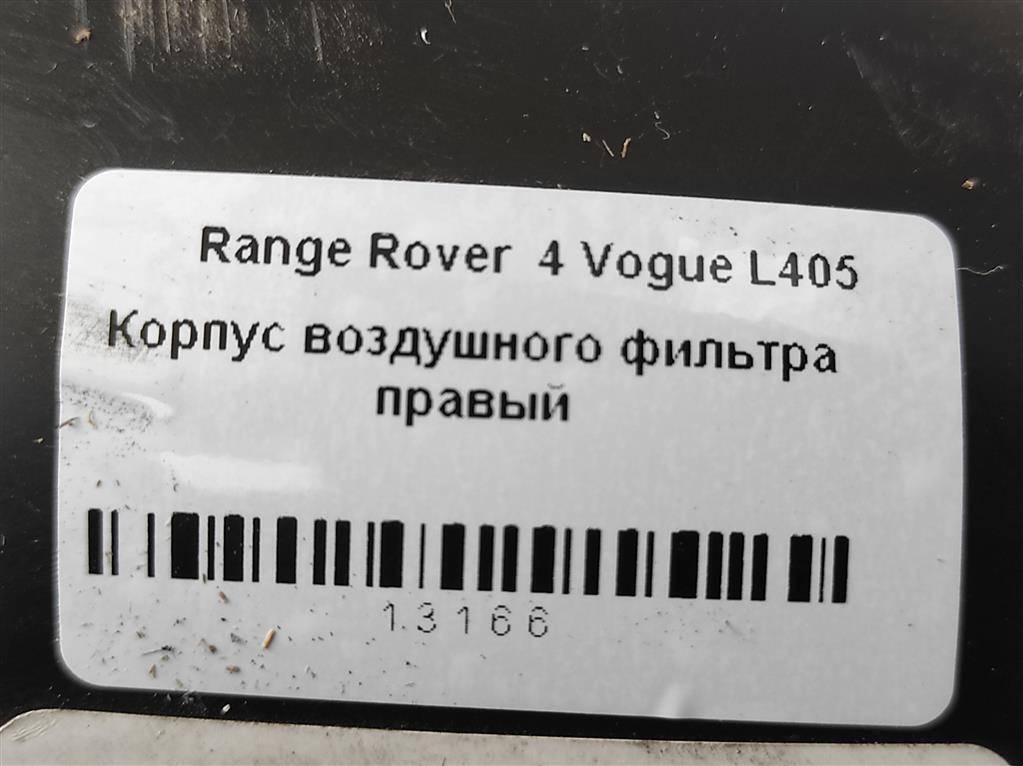 Range Rover 4 Vogue L405
Корпус воздушного фильтра
правый
13166